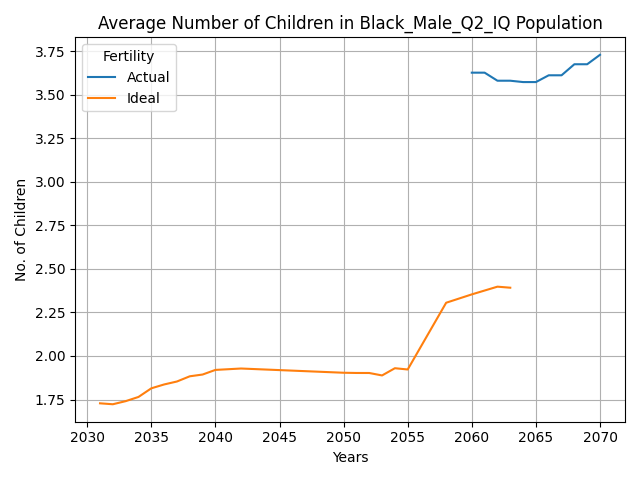 Average Number of Children in Black_Male_Q2_IQ Population
Fertility
Actual
Ideal
3.75
3.50
3.25
3.00
2.75
2.50
2.25
2.00
1.75
No. of Children
2030 2035 2040 2045 2050 2055 2060 2065 2070
Years